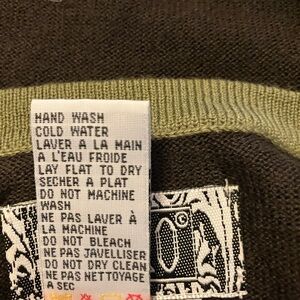 HAND WASH
COLD WATER
LAVER A LA MAIN
A L'EAU FROIDE
LAY FLAT TO DRY
SECHER A PLAT
DO NOT MACHINE
WASH
NE PAS LAVER À
LA MACHINE
DO NOT BLEACH
NE PAS JAVELLISER
DO NOT DRY CLEAN
NE PAS NETTOYAGE
A SEC